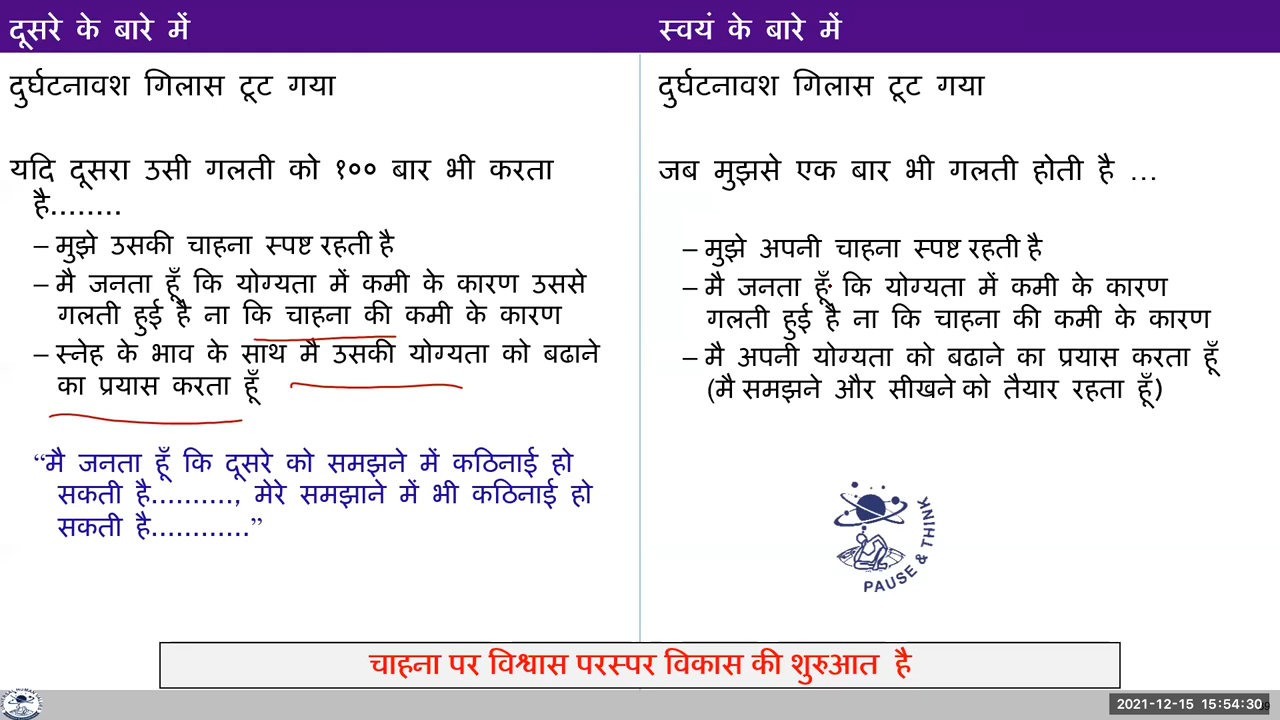 दूसरे के बारे में
दुर्घटनावश गिलास टूट गया
यदि दूसरा उसी गलती को १०० बार भी करता
है........
– मुझे उसकी चाहना स्पष्ट रहती है
– मै जनता हूँ कि योग्यता में कमी के कारण उससे
गलती हुई है ना कि चाहना की कमी के कारण
– स्नेह के भाव के साथ मै उसकी योग्यता को बढाने
का प्रयास करता हूँ
“मै जनता हूँ कि दूसरे को समझने में कठिनाई हो
सकती है.........., मेरे समझाने में भी कठिनाई हो
सकती है............”
स्वयं के बारे में
दुर्घटनावश गिलास टूट गया
जब मुझसे एक बार भी गलती होती है ...
– मुझे अपनी चाहना स्पष्ट रहती है
– मै जनता हूँ कि योग्यता में कमी के कारण
गलती हुई है ना कि चाहना की कमी के कारण
– मै अपनी योग्यता को बढाने का प्रयास करता हूँ
(मै समझने और सीखने को तैयार रहता हूँ)
PAUSE & THINK
चाहना पर विश्वास परस्पर विकास की शुरुआत है
2021-12-15 15:54:30